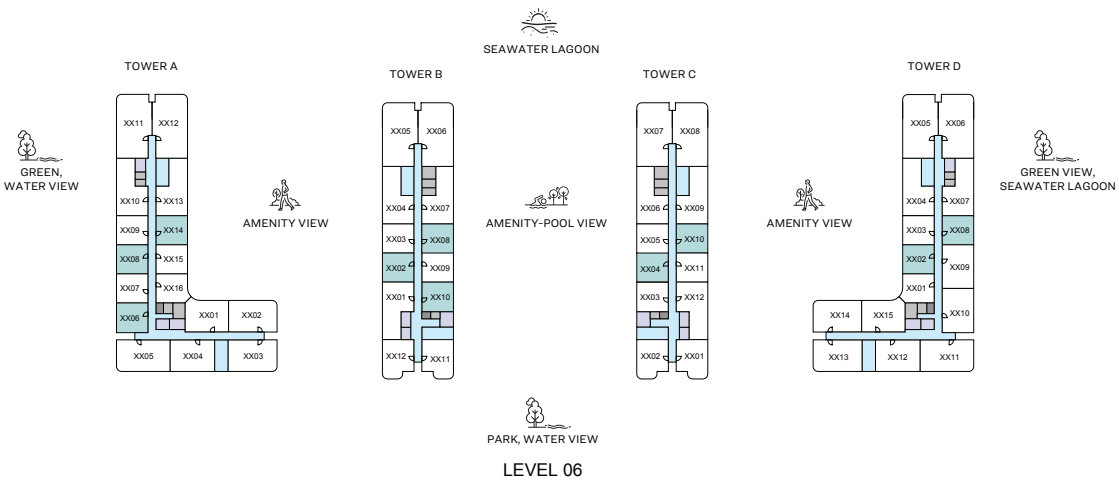 SEAWATER LAGOON
TOWER A
TOWER B
TOWER C
TOWER D
XX11
XX12
XX10
XX13
XX09
XX14
XX08
XX15
XX07
XX16
XX06
XX01
XX02
XX05
XX04
XX03
XX05
XX06
XX04
XX07
XX03
XX08
XX02
XX09
XX01
XX10
XX12
XX11
XX07
XX08
XX06
XX09
XX05
XX10
XX04
XX11
XX03
XX12
XX02
XX01
XX05
XX06
XX04
XX07
XX03
XX08
XX02
XX09
XX01
XX10
XX14
XX15
XX13
XX12
XX11
GREEN,
WATER VIEW
AMENITY VIEW
AMENITY-POOL VIEW
AMENITY VIEW
GREEN VIEW,
SEAWATER LAGOON
PARK, WATER VIEW
LEVEL 06